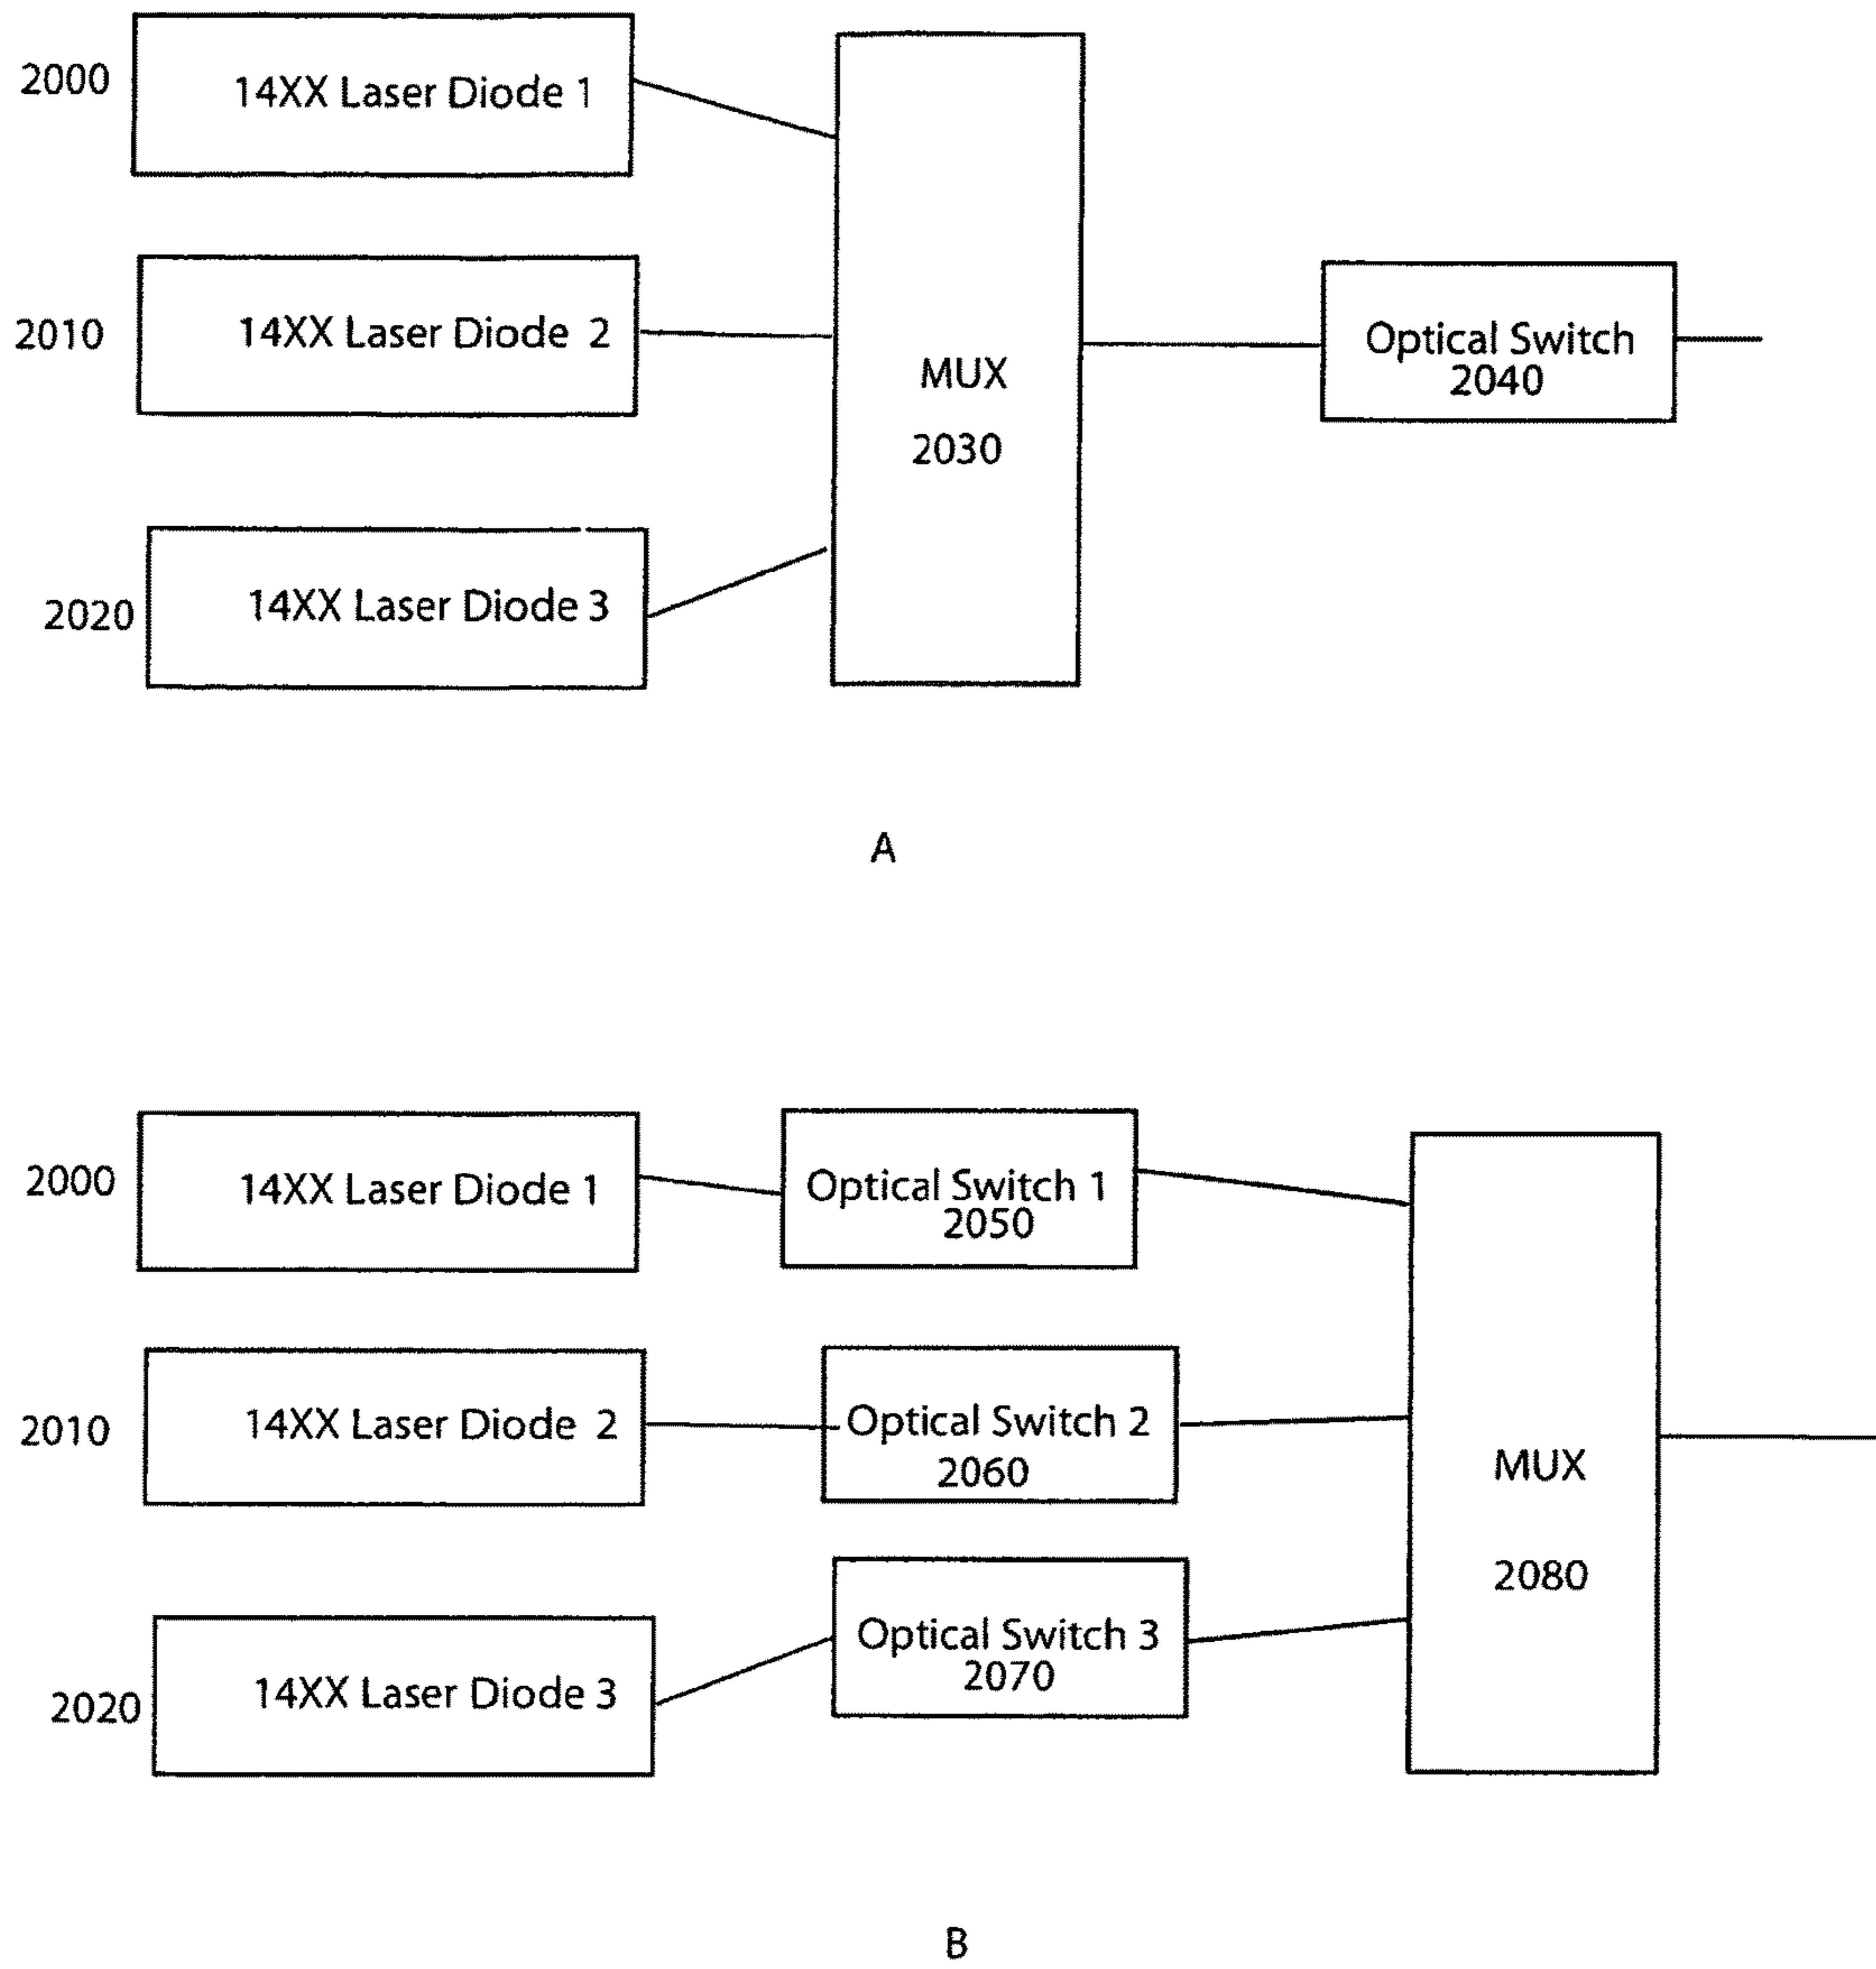 2000
14XX Laser Diode 1
2010
14XX Laser Diode 2
2020
14XX Laser Diode 3
MUX
2030
Optical Switch
2040
A
2000
14XX Laser Diode 1
Optical Switch 1
2050
2010
14XX Laser Diode 2
Optical Switch 2
2060
2020
14XX Laser Diode 3
Optical Switch 3
2070
MUX
2080
B